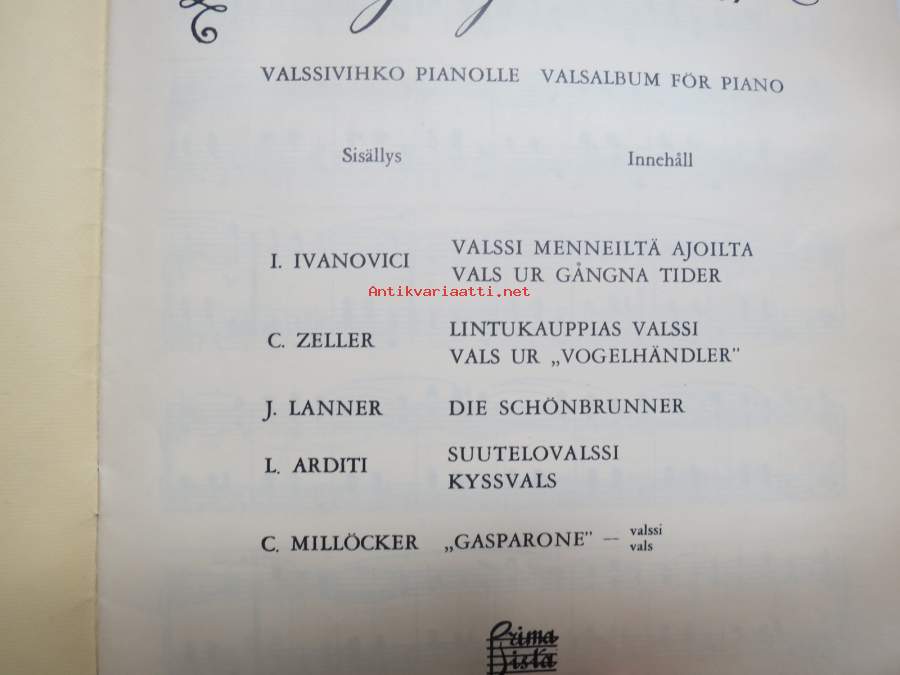 VALSSIVIHKO PIANOLLE VALSALBUM FÖR PIANO
Sisällys Innehåll
I. IVANOVICI VALSSI MENNEILTÄ AJOILTA
VALS UR GÅNGNA TIDER
Antikvariaatti.net
C. ZELLER LINTUKAUPPIAS VALSSI
VALS UR „VOGELHÄNDLER”
J. LANNER DIE SCHÖNBRUNNER
L. ARDITI SUUTELOVALSSI
KYSSVALS
C. MILLÖCKER „GASPARONE” — valssi
vals
Prima
Vista